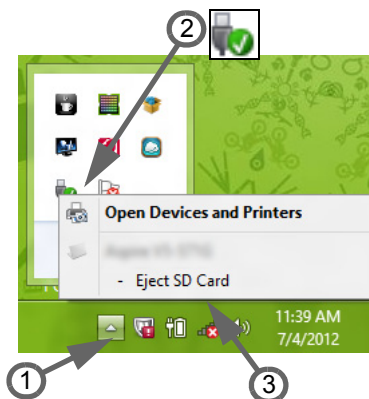 2
Open Devices and Printers
- Eject SD Card
11:39 AM
7/4/2012
1
3